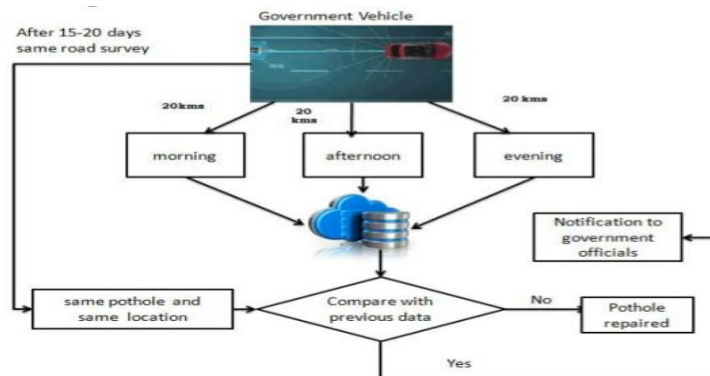 Government Vehicle
After 15-20 days
same road survey
20kms
20
kms
20 kms
morning
afternoon
evening
Notification to
government
officials
same pothole and
same location
Compare with
previous data
No
Pothole
repaired
Yes